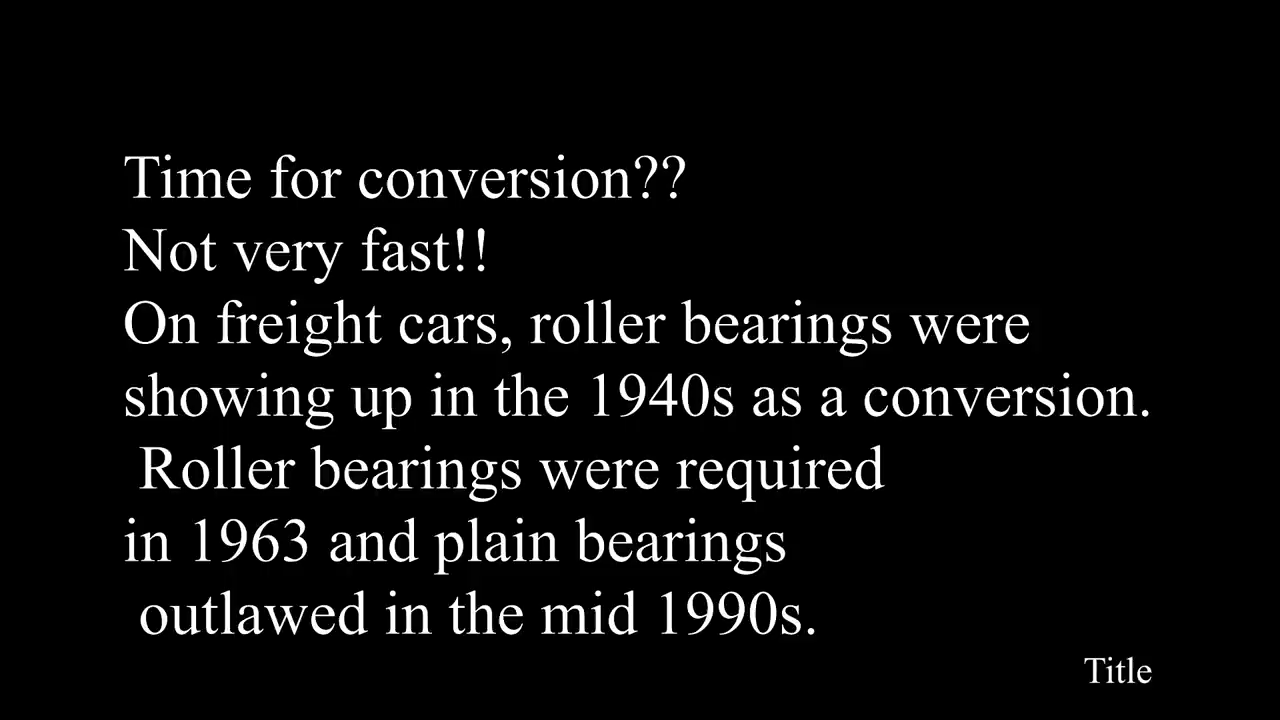 Time for conversion??
Not very fast!!
On freight cars, roller bearings were
showing up in the 1940s as a conversion.
Roller bearings were required
in 1963 and plain bearings
outlawed in the mid 1990s.
Title